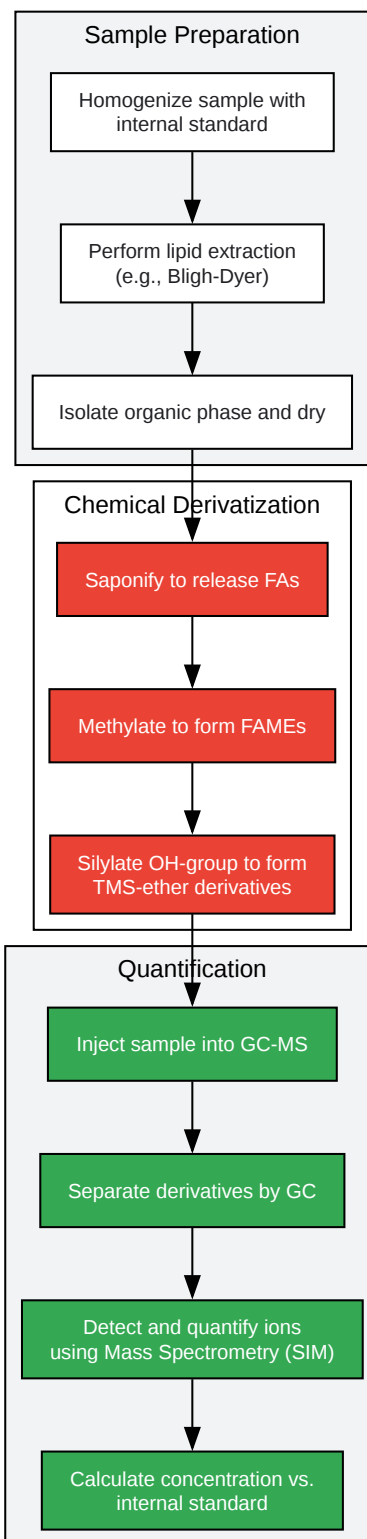 Sample Preparation
Homogenize sample with
internal standard
Perform lipid extraction
(e.g., Bligh-Dyer)
Isolate organic phase and dry
Chemical Derivatization
Saponify to release FAs
Methylate to form FAMEs
Silylate OH-group to form
TMS-ether derivatives
Quantification
Inject sample into GC-MS
Separate derivatives by GC
Detect and quantify ions
using Mass Spectrometry (SIM)
Calculate concentration vs.
internal standard